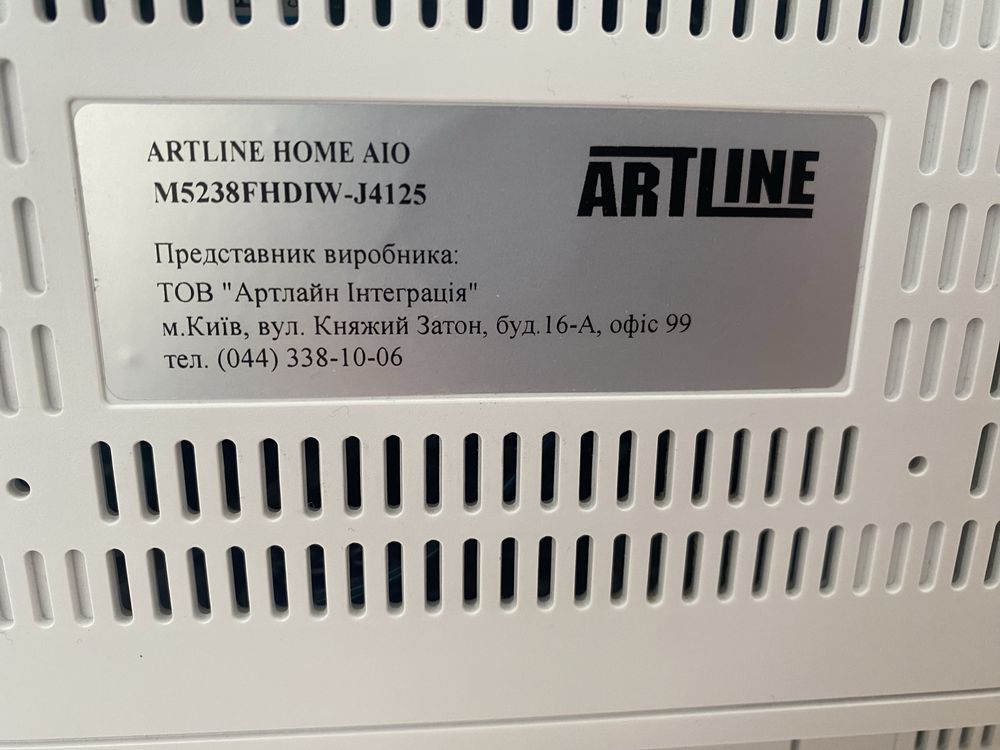 ARTLINE HOME AIO
M5238FHDIW-J4125
ARTLINE
Представник виробника:
ТОВ "Артлайн Інтеграція"
м.Київ, вул. Княжий Затон, буд.16-А, офіс 99
тел. (044) 338-10-06